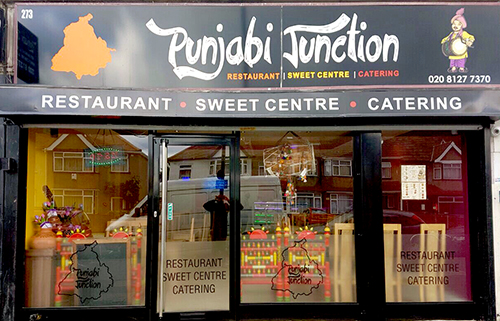 273
Punjabi Junction
RESTAURANT | SWEET CENTRE | CATERING
020 8127 7370
RESTAURANT • SWEET CENTRE • CATERING
Punjabi
Junction
RESTAURANT
SWEET CENTRE
CATERING
Punjabi
Junction
RESTAURANT
SWEET CENTRE
CATERING